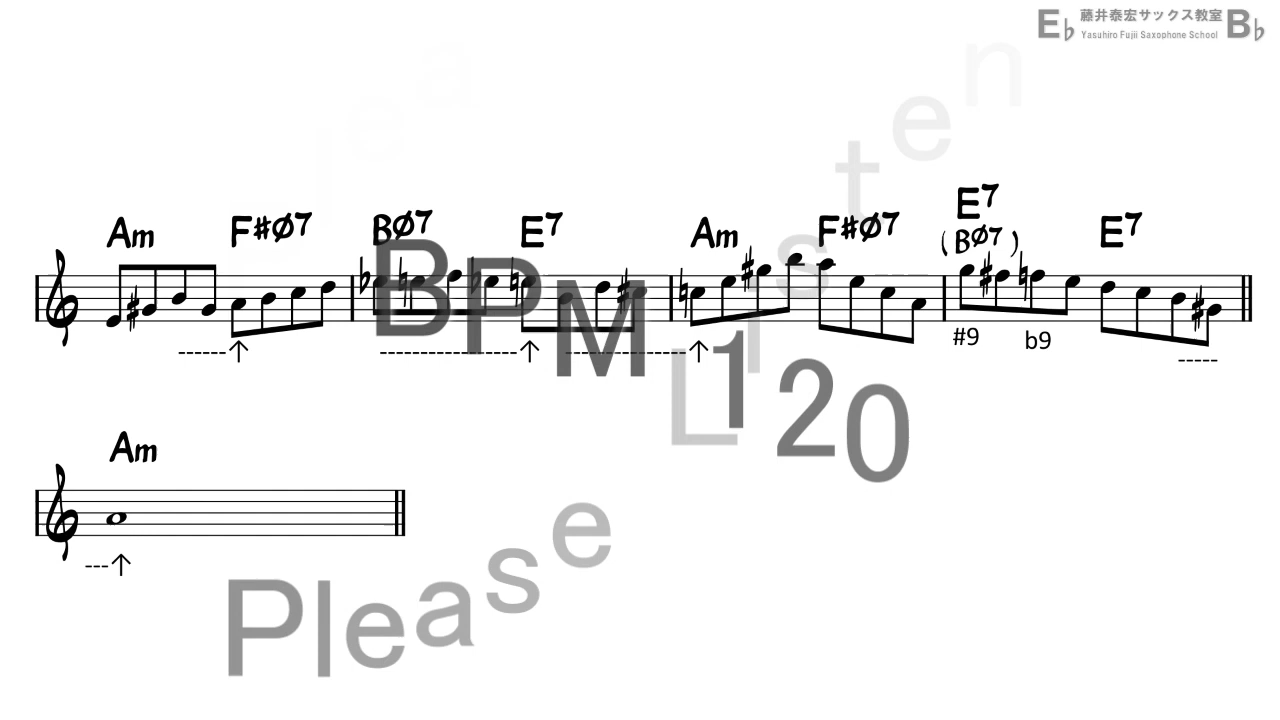 E♭ 藤井泰宏サックス教室 B♭
Yasuhiro Fujii Saxophone School
Am F#Ø7 BØ7 E7 Am F#Ø7 E7 E7
(BØ7)
#9 b9
BPM 120
Listen
Am
Please